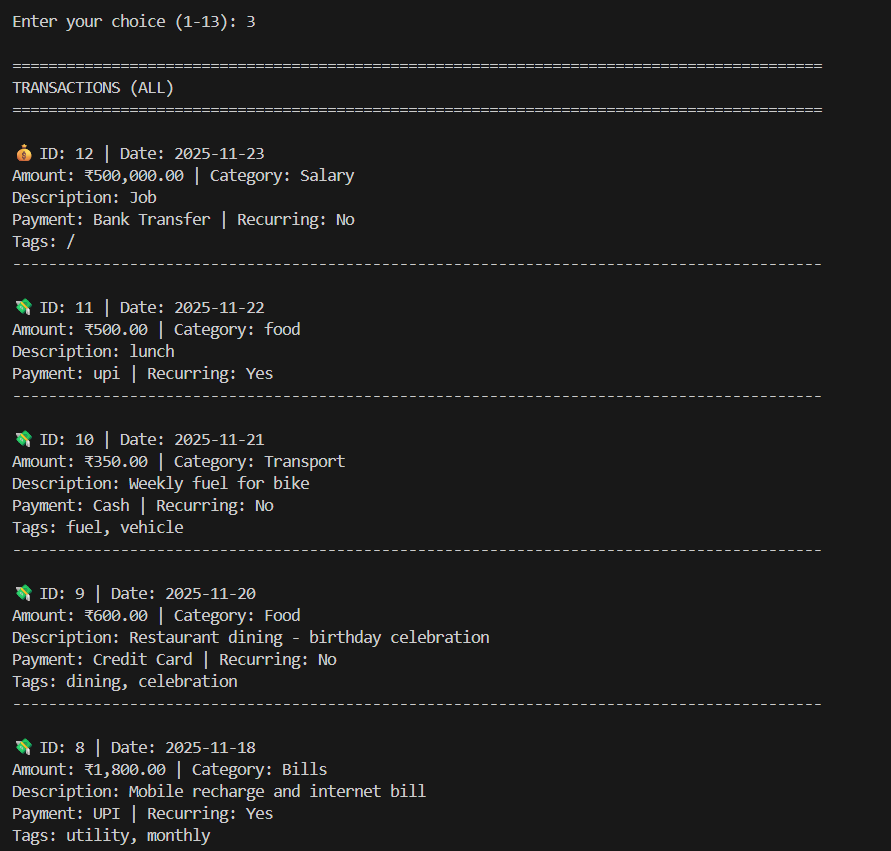 Enter your choice (1-13): 3
==========================================================================================
TRANSACTIONS (ALL)
==========================================================================================
💰 ID: 12 | Date: 2025-11-23
Amount: ₹500,000.00 | Category: Salary
Description: Job
Payment: Bank Transfer | Recurring: No
Tags: /
------------------------------------------------------------------------------------------
💸 ID: 11 | Date: 2025-11-22
Amount: ₹500.00 | Category: food
Description: lunch
Payment: upi | Recurring: Yes
------------------------------------------------------------------------------------------
💸 ID: 10 | Date: 2025-11-21
Amount: ₹350.00 | Category: Transport
Description: Weekly fuel for bike
Payment: Cash | Recurring: No
Tags: fuel, vehicle
------------------------------------------------------------------------------------------
💸 ID: 9 | Date: 2025-11-20
Amount: ₹600.00 | Category: Food
Description: Restaurant dining - birthday celebration
Payment: Credit Card | Recurring: No
Tags: dining, celebration
------------------------------------------------------------------------------------------
💸 ID: 8 | Date: 2025-11-18
Amount: ₹1,800.00 | Category: Bills
Description: Mobile recharge and internet bill
Payment: UPI | Recurring: Yes
Tags: utility, monthly